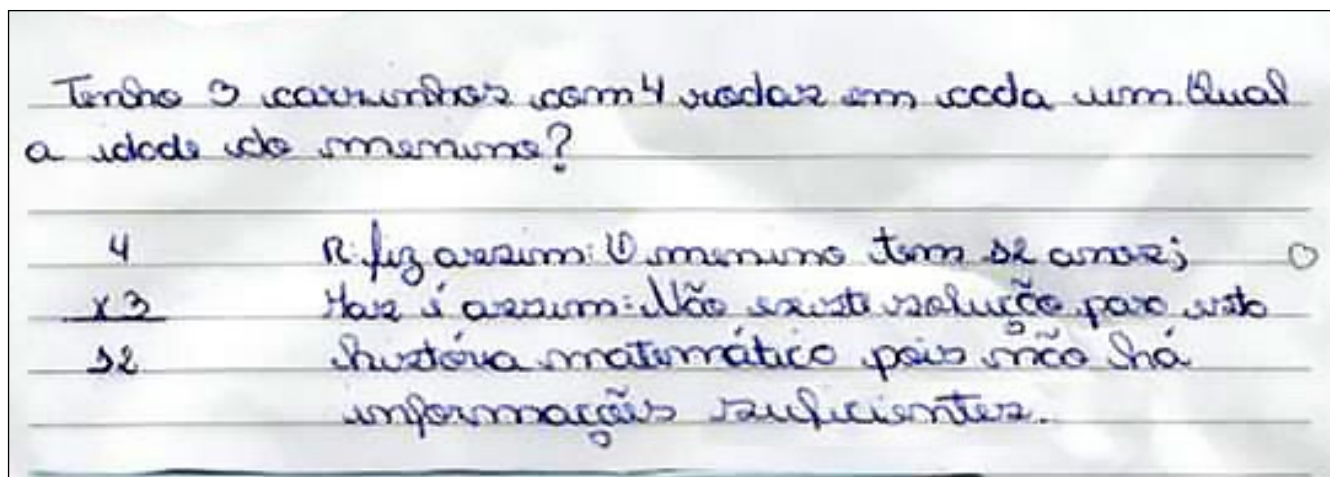 Tenho 3 carrinhos com 4 rodas em cada um. Qual
a idade do menino?
4 R: fiz assim: O menino tem 12 anos;
x 3 Mas é assim: Não existe solução para esta
12 história matemática pois não há
informações suficientes.